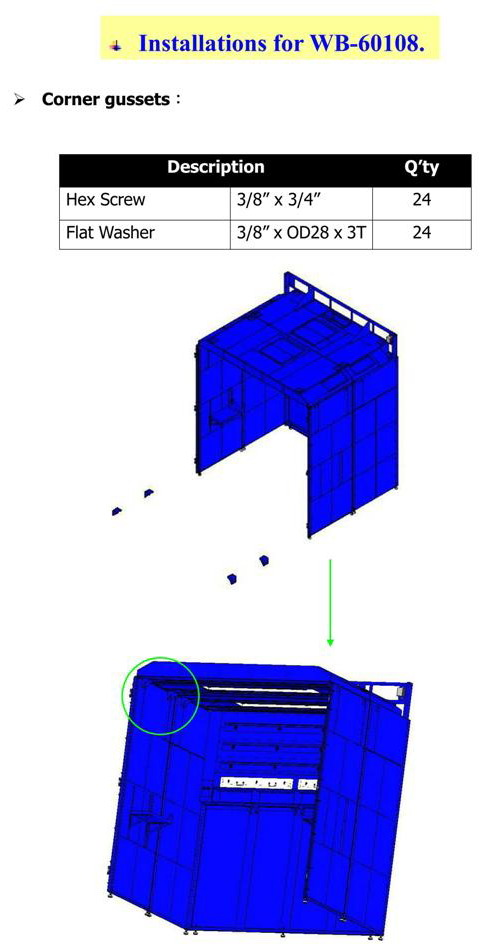 Installations for WB-60108.
Corner gussets：
Description Q’ty
Hex Screw 3/8” x 3/4” 24
Flat Washer 3/8” x OD28 x 3T 24